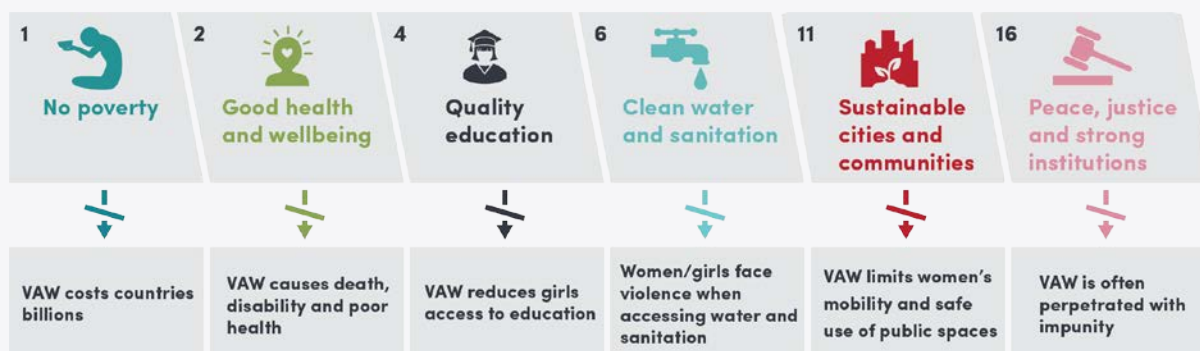 1
No poverty
2
Good health
and wellbeing
4
Quality
education
6
Clean water
and sanitation
11
Sustainable
cities and
communities
16
Peace, justice
and strong
institutions
VAW costs countries
billions
VAW causes death,
disability and poor
health
VAW reduces girls
access to education
Women/girls face
violence when
accessing water and
sanitation
VAW limits women's
mobility and safe
use of public spaces
VAW is often
perpetrated with
impunity